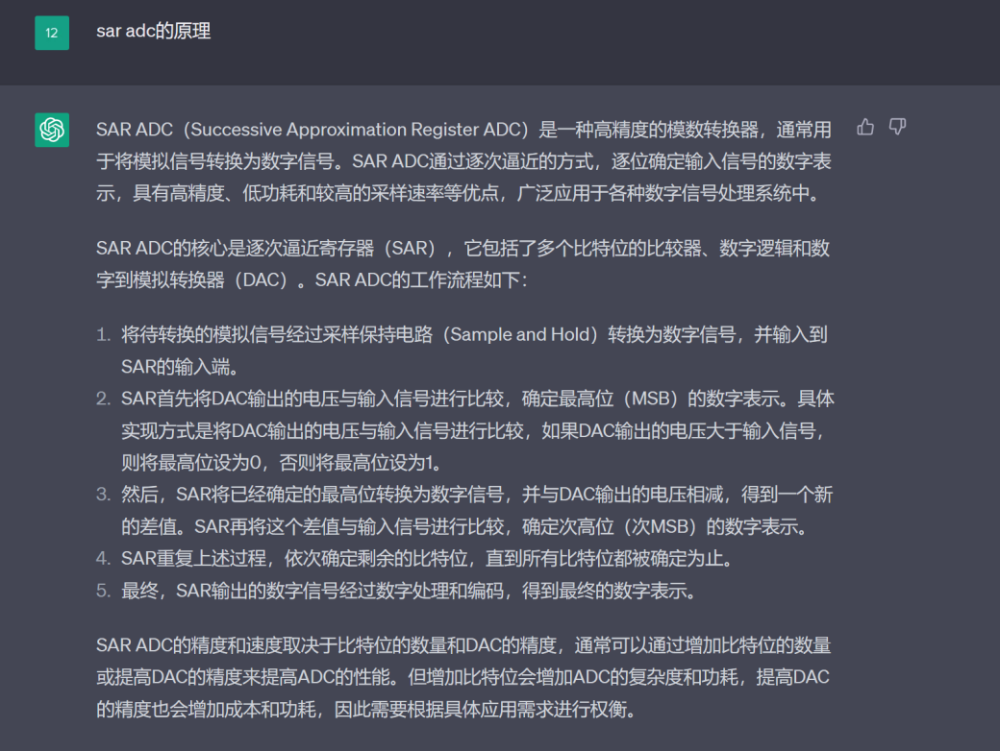 12
sar adc的原理
SAR ADC（Successive Approximation Register ADC）是一种高精度的模数转换器，通常用
于将模拟信号转换为数字信号。SAR ADC通过逐次逼近的方式，逐位确定输入信号的数字表
示，具有高精度、低功耗和较高的采样速率等优点，广泛应用于各种数字信号处理系统中。
SAR ADC的核心是逐次逼近寄存器（SAR），它包括了多个比特位的比较器、数字逻辑和数
字到模拟转换器（DAC）。SAR ADC的工作流程如下：
1. 将待转换的模拟信号经过采样保持电路（Sample and Hold）转换为数字信号，并输入到
SAR的输入端。
2. SAR首先将DAC输出的电压与输入信号进行比较，确定最高位（MSB）的数字表示。具体
实现方式是将DAC输出的电压与输入信号进行比较，如果DAC输出的电压大于输入信号，
则将最高位设为0，否则将最高位设为1。
3. 然后，SAR将已经确定的最高位转换为数字信号，并与DAC输出的电压相减，得到一个新
的差值。SAR再将这个差值与输入信号进行比较，确定次高位（次MSB）的数字表示。
4. SAR重复上述过程，依次确定剩余的比特位，直到所有比特位都被确定为止。
5. 最终，SAR输出的数字信号经过数字处理和编码，得到最终的数字表示。
SAR ADC的精度和速度取决于比特位的数量和DAC的精度，通常可以通过增加比特位的数量
或提高DAC的精度来提高ADC的性能。但增加比特位会增加ADC的复杂度和功耗，提高DAC
的精度也会增加成本和功耗，因此需要根据具体应用需求进行权衡。